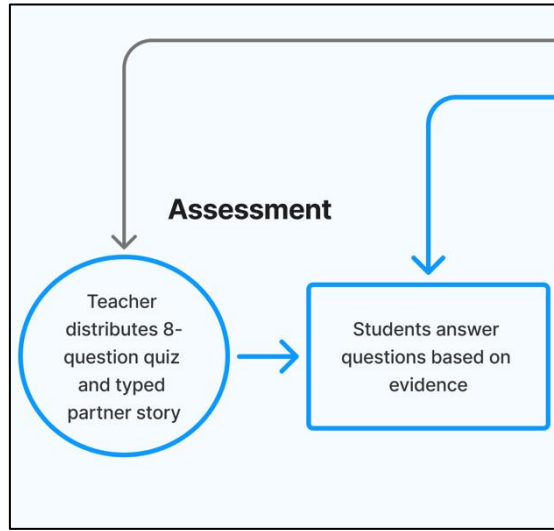 Assessment
Teacher
distributes 8-
question quiz
and typed
partner story
Students answer
questions based on
evidence